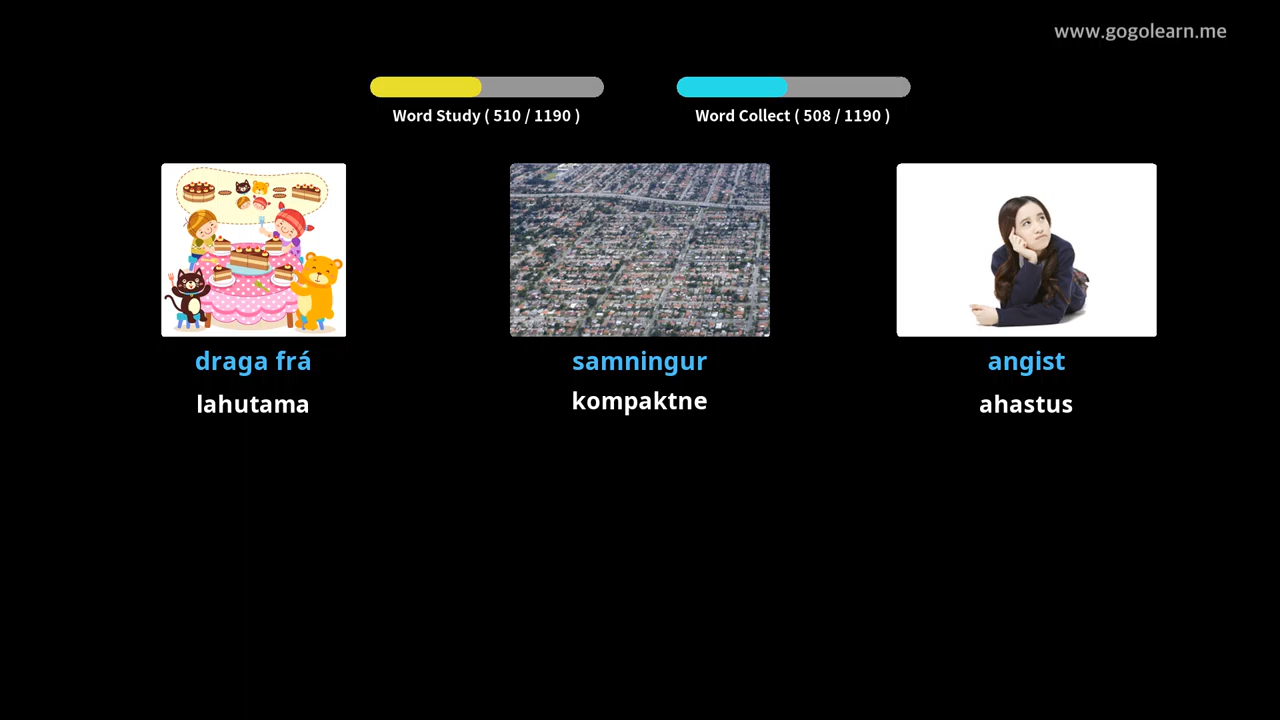 www.gogolearn.me
Word Study ( 510 / 1190 )
Word Collect ( 508 / 1190 )
draga frá
samningur
angist
lahutama
kompaktne
ahastus